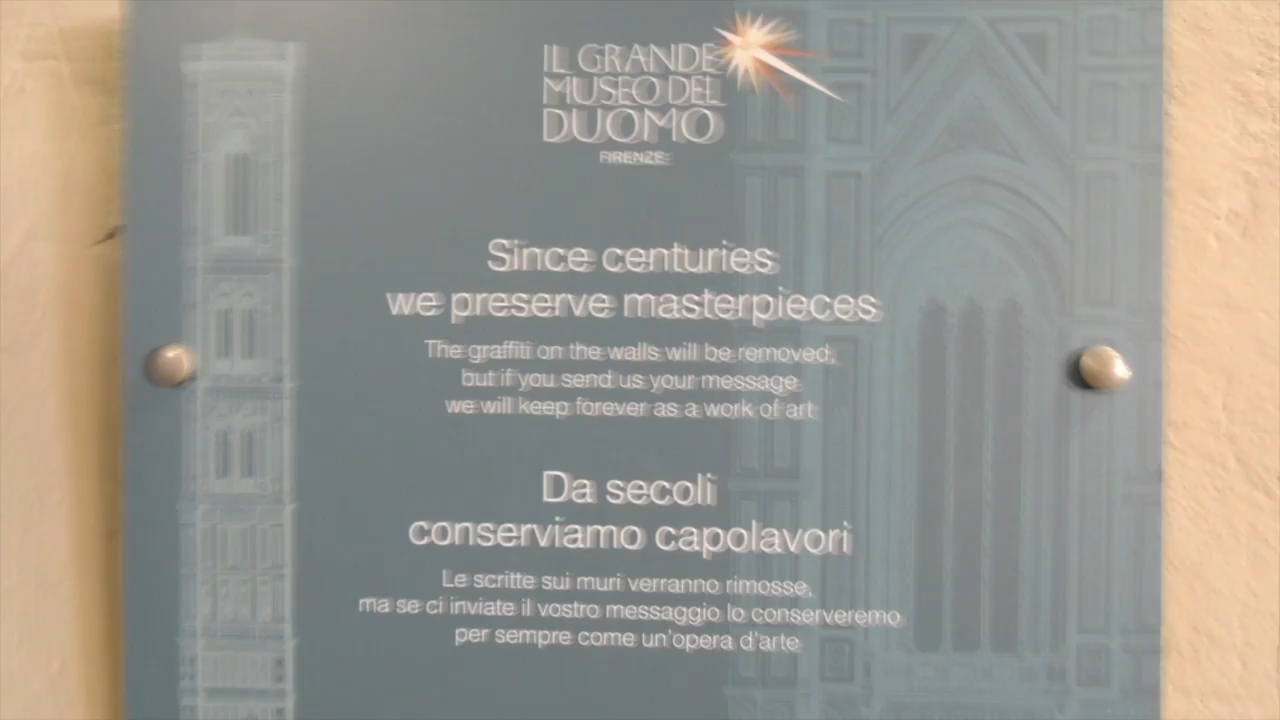 IL GRANDE
MUSEO DEL
DUOMO
FIRENZE
Since centuries
we preserve masterpieces
The graffiti on the walls will be removed,
but if you send us your message
we will keep forever as a work of art
Da secoli
conserviamo capolavori
Le scritte sui muri verranno rimosse,
ma se ci inviate il vostro messaggio lo conserveremo
per sempre come un'opera d'arte